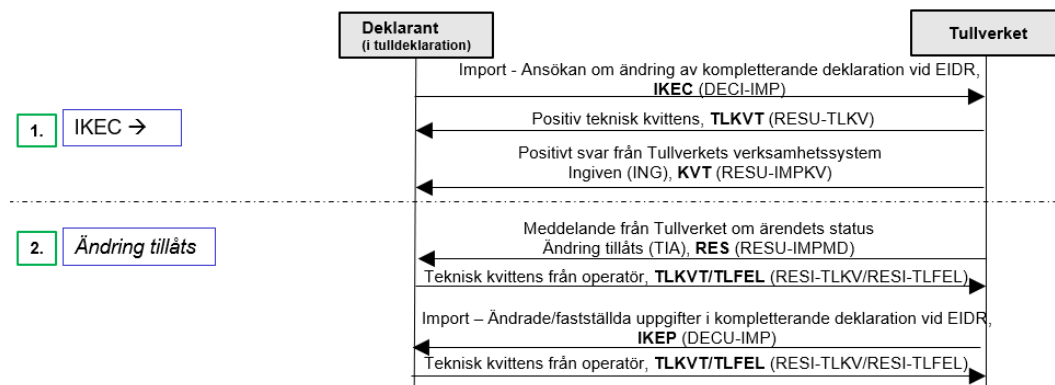 Deklarant
(i tulldeklaration)
Tullverket
Import - Ansökan om ändring av kompletterande deklaration vid EIDR,
IKEC (DECI-IMP)
1.
IKEC →
Positiv teknisk kvittens, TLKVT (RESU-TLKV)
Positivt svar från Tullverkets verksamhetssystem
Ingiven (ING), KVT (RESU-IMPKV)
2.
Ändring tillåts
Meddelande från Tullverket om ärendets status
Ändring tillåts (TIA), RES (RESU-IMPMD)
Teknisk kvittens från operatör, TLKVT/TLFEL (RESI-TLKV/RESI-TLFEL)
Import – Ändrade/fastställda uppgifter i kompletterande deklaration vid EIDR,
IKEP (DECU-IMP)
Teknisk kvittens från operatör, TLKVT/TLFEL (RESI-TLKV/RESI-TLFEL)